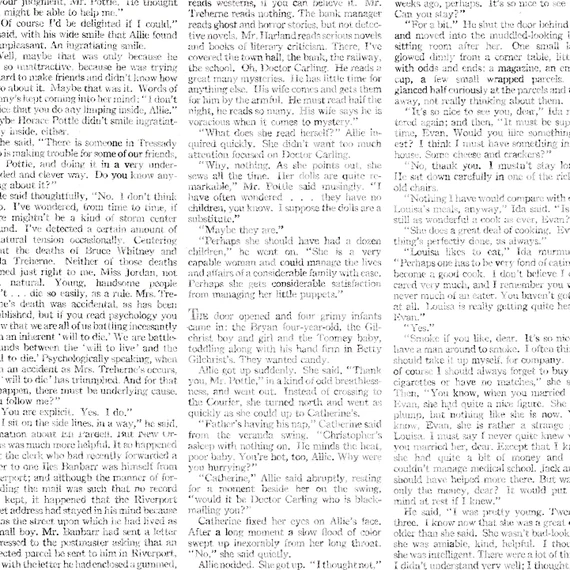 your judgment, Mr. Pottle. He thought
might be able to help me."
"Of course I'd be delighted if I could,"
said, with his wide smile that Allie found
unpleasant. An ingratiating smile.
Well, maybe that was only because he
so unattractive, because he was trying
hard to make friends and didn't know how
do about it. Maybe that was it. Words of
any's kept coming into her mind: "I don't
ice that you do any limping inside, Allie."
ybe Horace Pottle didn't smile ingratiat-
y inside, either.
he said. "There is someone in Tressady
o is making trouble for some of our friends,
Pottle, and doing it in a very under-
ded and clever way. Do you know any-
g about it?"
He said thoughtfully, "No. I don't think
o. I've wondered, from time to time, if
re mightn't be a kind of storm center
und. I've detected a certain amount of
natural tension occasionally. Centering
ut the deaths of Bruce Whitney and
da Treherne. Neither of those deaths
med just right to me, Miss Jordan, not
natural. Young, handsome people
't . . . die so easily, as a rule. Mrs. Tre-
ne's death was accidental, as has been
blished, but if you read psychology you
w that we are all of us battling incessantly
n an inherent 'will to die.' We are battle-
unds between the 'will to live' and the
l to die.' Psychologically speaking, when
n an accident as Mrs. Treherne's occurs,
'will to die' has triumphed. And for that
happen, there must be underlying cause.
u follow me?"
You are explicit. Yes. I do."
I sit on the side lines, in a way," he said.
was much more helpful. It so happened
the clerk who had recently forwarded a
er to one Iles Banbarr was himself from
erport; and although the manner of for-
ding the mail was such that no record
kept, it happened that the Riverport
et address had stayed in his mind because
as the street upon which he had lived as
mall boy. Mr. Banbarr had sent a letter
ressed to the postmaster asking that an
ected parcel be sent to him in Riverport,
with the letter he had enclosed a gummed,
reads westerns, if you can believe it. Mr.
Treherne reads nothing. The bank manager
reads ghost and horror stories, but not detec-
tive novels. Mr. Harland reads serious novels
and books of literary criticism. There, I've
covered the town hall, the bank, the railway,
the school. Oh, Doctor Carling. He reads a
great many mysteries. He has little time for
anything else. His wife comes and gets them
for him by the armful. He must read half the
night, he reads so many. His wife says he is
voracious when it comes to mystery."
"What does she read herself?" Allie in-
quired quickly. She didn't want too much
attention focused on Doctor Carling.
"Why, nothing. As she points out, she
sews all the time. Her dolls are quite re-
markable," Mr. Pottle said musingly. "I
have often wondered . . . they have no
children, you know. I suppose the dolls are a
substitute."
"Maybe they are."
"Perhaps she should have had a dozen
children," he went on. "She is a very
capable woman and could manage the lives
and affairs of a considerable family with ease.
Perhaps she gets considerable satisfaction
from managing her little puppets."
The door opened and four grimy infants
came in: the Bryan four-year-old, the Gil-
christ boy and girl and the Toomey baby,
toddling along with his hand firm in Betty
Gilchrist's. They wanted candy.
Allie got up suddenly. She said, "Thank
you, Mr. Pottle," in a kind of odd breathless-
ness, and went out. Instead of crossing to
the Courier, she turned north and went as
quickly as she could up to Catherine's.
"Father's having his nap," Catherine said
from the veranda swing. "Christopher's
asleep with nothing on. He minds the heat,
poor baby. You're hot, too, Allie. Why were
you hurrying?"
"Catherine," Allie said abruptly, resting
for a moment beside her on the swing,
"would it be Doctor Carling who is black-
mailing you?"
Catherine fixed her eyes on Allie's face.
After a long moment a slow flood of color
swept up inexorably from her long throat.
"No," she said quietly.
Allie nodded. She got up. "I thought not,"
weeks ago, perhaps. It's so nice to see
Can you stay?"
"For a bit." He shut the door behind
and moved into the muddled-looking l
sitting room after her. One small l
glowed dimly from a corner table, litt
with odds and ends; a magazine, an em
cup, a few small wrapped parcels.
glanced half curiously at the parcels and
away, not really thinking about them.
"It's so nice to see you, dear," Ida r
tered again; and then, "It must be sup
time, Evan. Would you like something
eat? I think I must have something in
house. Some cheese and crackers?"
"No, thank you. I mustn't stay lon
He sat down carefully in one of the rick
old chairs.
"Nothing I have would compare with o
Louisa's meals, anyway," Ida said. "Is
still as wonderful a cook as ever, Evan?"
"She does a great deal of cooking. Ev
thing's perfectly done, as always."
"Louisa likes to eat," Ida murmu
"Perhaps one has to be very fond of eatin
become a good cook. I don't believe I
cared very much, and I remember you w
never much of an eater. You haven't go
at all. Louisa is really getting quite heav
Evan."
"Yes."
"Smoke if you like, dear. It's so nice
have a man around to smoke. I often thin
should take it up myself, for company.
of course I should always forget to buy
cigarettes or have no matches," she s
Then, "You know, when you married
Evan, she had quite a nice figure. She
plump, but nothing like she is now. Y
know, Evan, she is rather a strange
Louisa. I must say I never quite knew w
you married her, dear. Except that I kn
she had quite a bit of money and
couldn't manage medical school. Jack a
should have helped more there. But wa
only the money, dear? It would put
mind at rest if I knew."
He said, "I was pretty young. Twe
three. I know now that she was a great d
older than she said. She wasn't bad-look
she was amiable, kind, helpful. I thoug
she was intelligent. There were a lot of th
I didn't understand very well; I thought